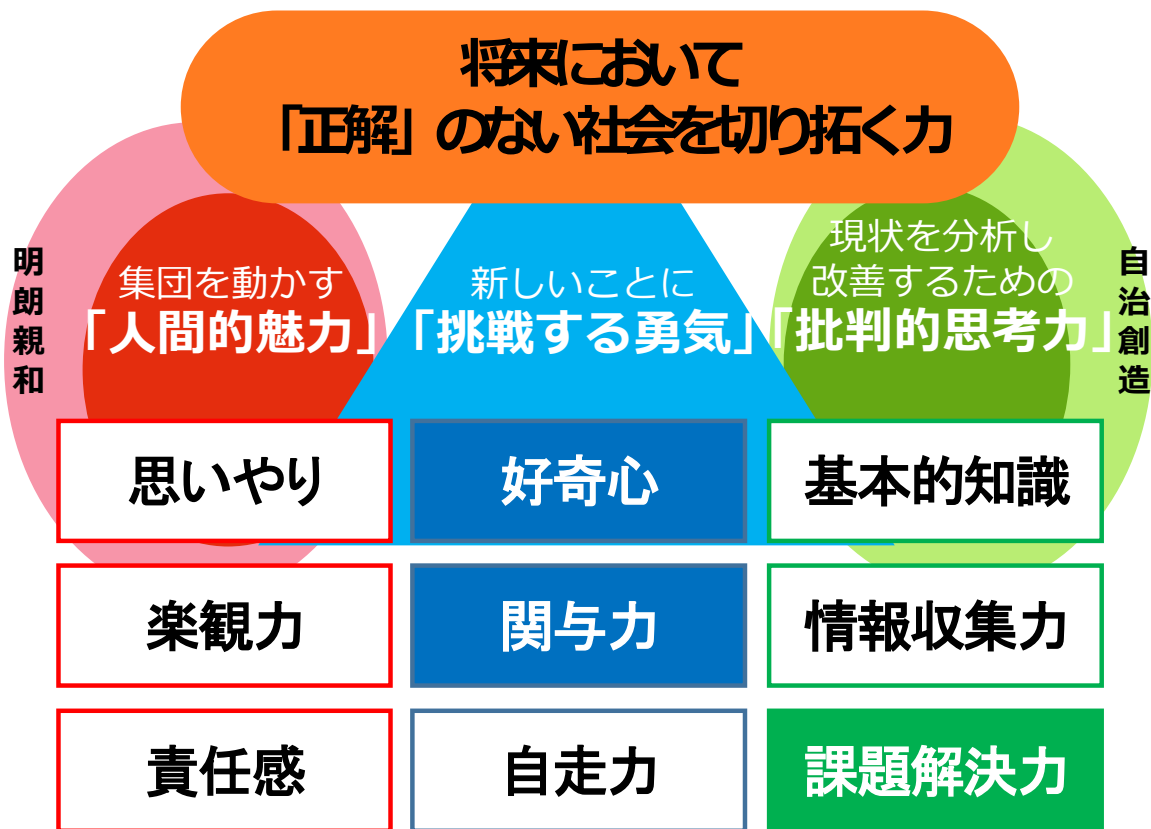 将来において
「正解」のない社会を切り拓く力
明朗親和
集団を動かす
「人間的魅力」
新しいことに
「挑戦する勇気」
現状を分析し
改善するための
「批判的思考力」
自治創造
思いやり
好奇心
基本的知識
楽観力
関与力
情報収集力
責任感
自走力
課題解決力